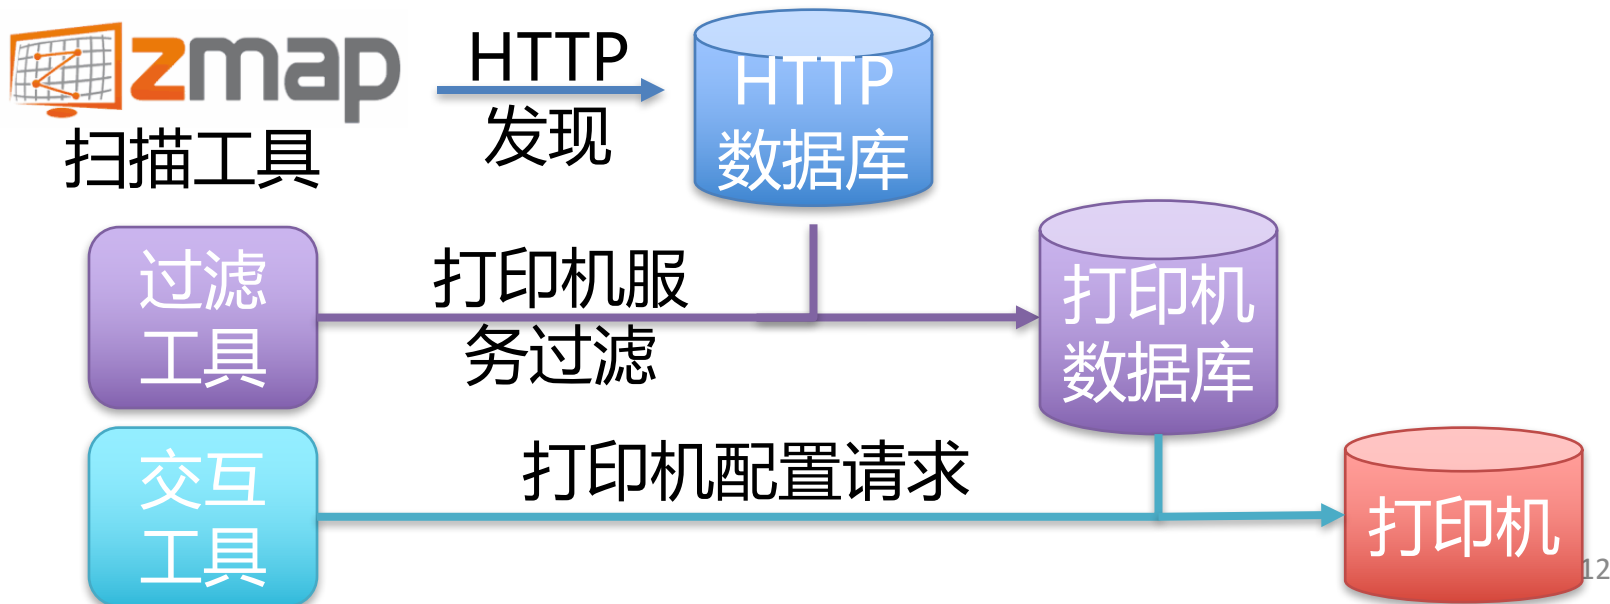 zmap
扫描工具
HTTP
发现
HTTP
数据库
过滤
工具
打印机服
务过滤
打印机
数据库
交互
工具
打印机配置请求
打印机
12